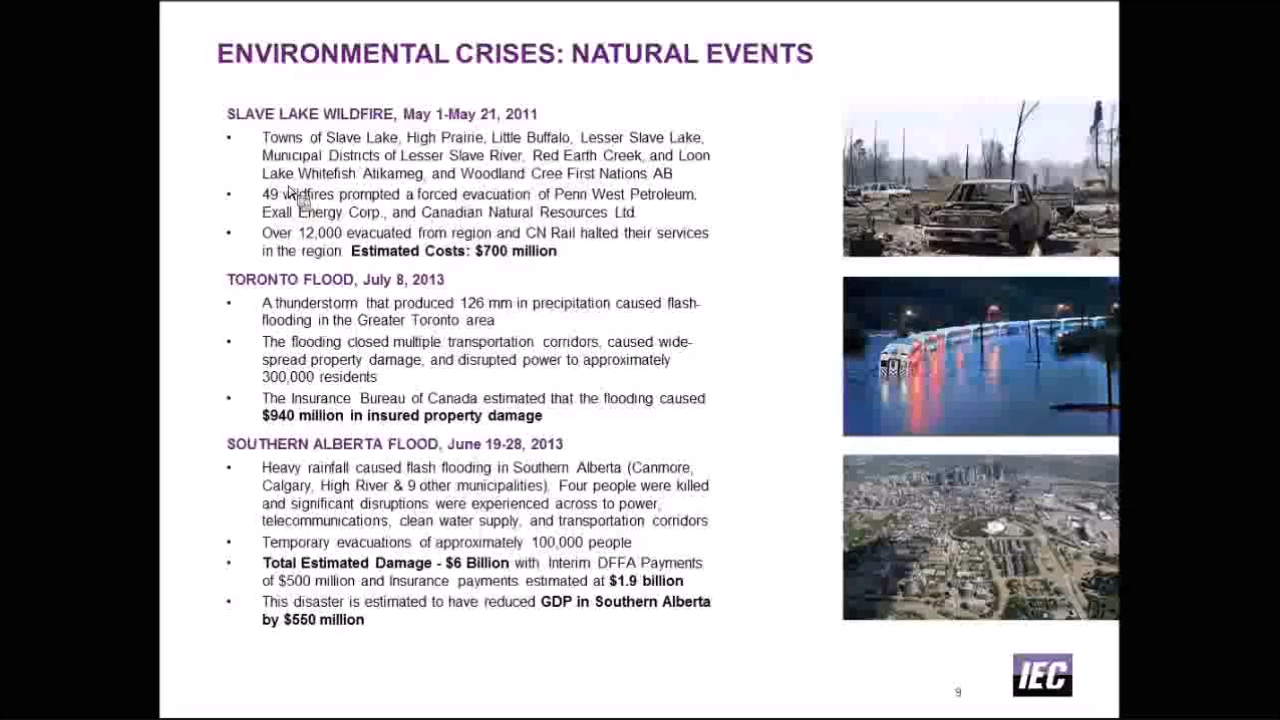 ENVIRONMENTAL CRISES: NATURAL EVENTS
SLAVE LAKE WILDFIRE, May 1-May 21, 2011
• Towns of Slave Lake, High Prairie, Little Buffalo, Lesser Slave Lake,
Municipal Districts of Lesser Slave River, Red Earth Creek, and Loon
Lake Whitefish Atikameg, and Woodland Cree First Nations AB
• 49 wildfires prompted a forced evacuation of Penn West Petroleum,
Exall Energy Corp., and Canadian Natural Resources Ltd
• Over 12,000 evacuated from region and CN Rail halted their services
in the region Estimated Costs: $700 million
TORONTO FLOOD, July 8, 2013
• A thunderstorm that produced 126 mm in precipitation caused flash-
flooding in the Greater Toronto area
• The flooding closed multiple transportation corridors, caused wide-
spread property damage, and disrupted power to approximately
300,000 residents
• The Insurance Bureau of Canada estimated that the flooding caused
$940 million in insured property damage
SOUTHERN ALBERTA FLOOD, June 19-28, 2013
• Heavy rainfall caused flash flooding in Southern Alberta (Canmore,
Calgary, High River & 9 other municipalities). Four people were killed
and significant disruptions were experienced across to power,
telecommunications, clean water supply, and transportation corridors
• Temporary evacuations of approximately 100,000 people
• Total Estimated Damage - $6 Billion with Interim DFFA Payments
of $500 million and Insurance payments estimated at $1.9 billion
• This disaster is estimated to have reduced GDP in Southern Alberta
by $550 million
IEC
9